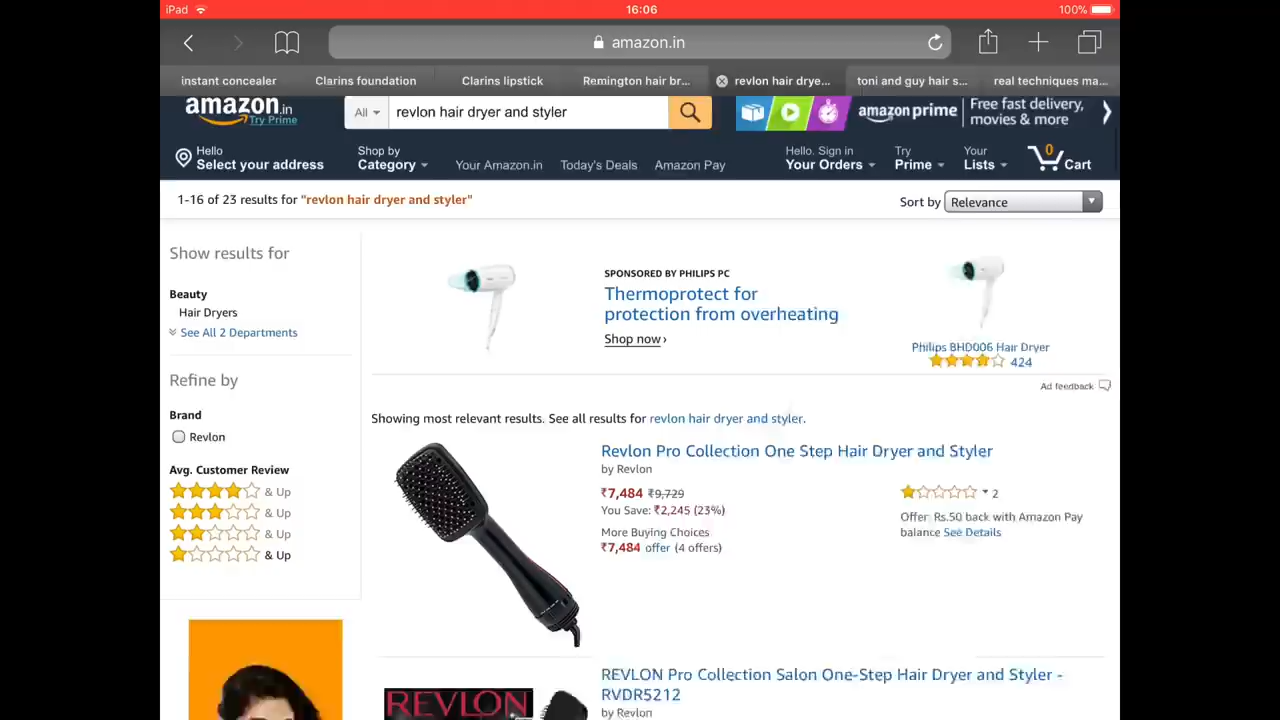 iPad 16:06 100%
amazon.in
instant concealer Clarins foundation Clarins lipstick Remington hair br... revlon hair drye... toni and guy hair s... real techniques ma...
amazon.in
Try Prime
All revlon hair dryer and styler
amazon prime Free fast delivery,
movies & more
Hello
Select your address
Shop by
Category
Your Amazon.in Today's Deals Amazon Pay
Hello. Sign in
Your Orders
Try
Prime
Your
Lists
0
Cart
1-16 of 23 results for "revlon hair dryer and styler"
Sort by Relevance
Show results for
Beauty
Hair Dryers
See All 2 Departments
Refine by
Brand
Revlon
Avg. Customer Review
& Up
& Up
& Up
& Up
SPONSORED BY PHILIPS PC
Thermoprotect for
protection from overheating
Shop now ›
Philips BHD006 Hair Dryer
424
Ad feedback
Showing most relevant results. See all results for revlon hair dryer and styler.
Revlon Pro Collection One Step Hair Dryer and Styler
by Revlon
₹7,484 ₹9,729
You Save: ₹2,245 (23%)
More Buying Choices
₹7,484 offer (4 offers)
2
Offer Rs.50 back with Amazon Pay
balance See Details
REVLON Pro Collection Salon One-Step Hair Dryer and Styler -
RVDR5212
by Revlon
REVLON